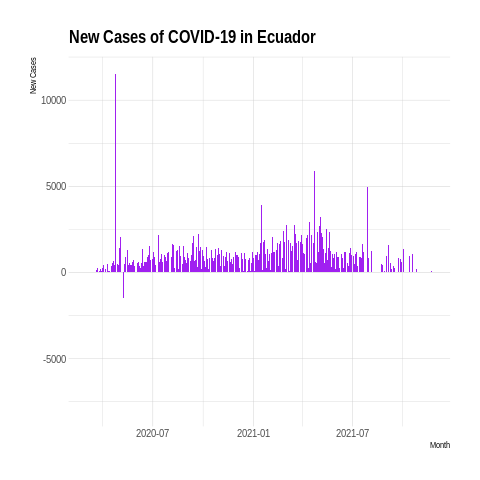 New Cases of COVID-19 in Ecuador
New Cases
10000
5000
0
-5000
2020-07
2021-01
2021-07
Month